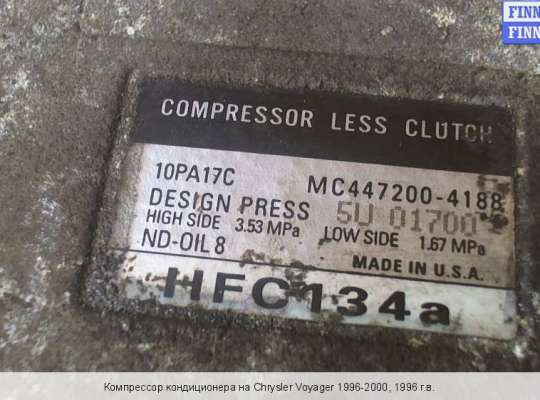 FINN
FINN
COMPRESSOR LESS CLUTCH
10PA17C MC447200-4188
DESIGN PRESS 5U 01700
HIGH SIDE 3.53 MPa LOW SIDE 1.67 MPa
ND-OIL 8 MADE IN U.S.A.
HFC134a
Компрессор кондиционера на Chrysler Voyager 1996-2000, 1996 г.в.